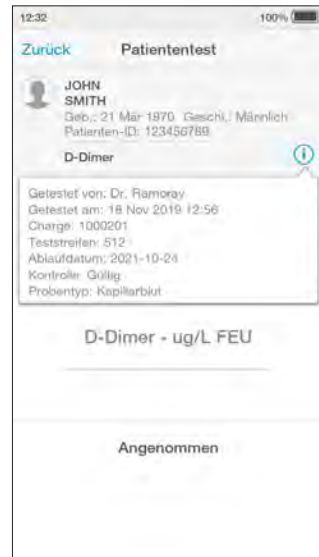 12:32 100%
Zurück Patiententest
JOHN
SMITH
Geb.: 21 Mär 1970 Geschl.: Männlich
Patienten-ID: 123456789
D-Dimer
Getestet von: Dr. Ramoray
Getestet am: 18 Nov 2019 12:56
Charge: 1000201
Teststreifen: 512
Ablaufdatum: 2021-10-24
Kontrolle: Gültig
Probentyp: Kapillarblut
D-Dimer - ug/L FEU
Angenommen